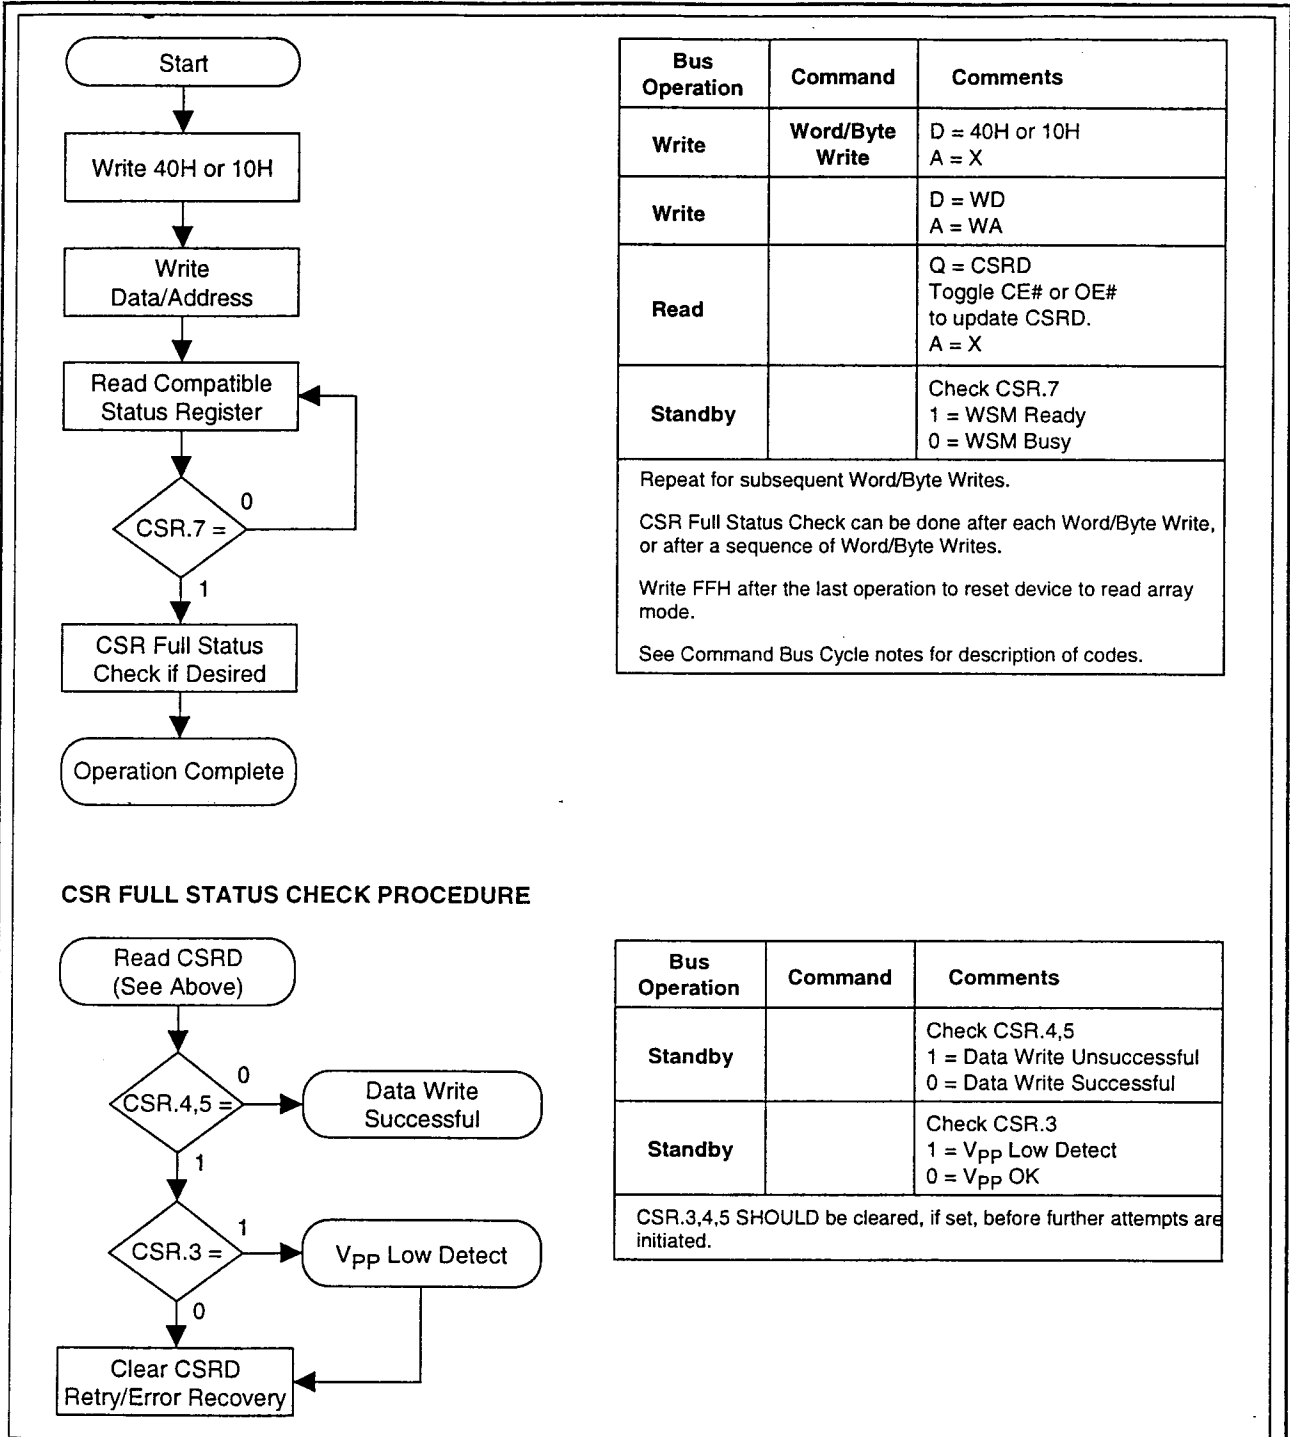 Start
Write 40H or 10H
Write
Data/Address
Read Compatible
Status Register
CSR.7 =
0
1
CSR Full Status
Check if Desired
Operation Complete
Bus
Operation
Command
Comments
Write
Word/Byte
Write
D = 40H or 10H
A = X
Write
D = WD
A = WA
Read
Q = CSRD
Toggle CE# or OE#
to update CSRD.
A = X
Standby
Check CSR.7
1 = WSM Ready
0 = WSM Busy
Repeat for subsequent Word/Byte Writes.
CSR Full Status Check can be done after each Word/Byte Write,
or after a sequence of Word/Byte Writes.
Write FFH after the last operation to reset device to read array
mode.
See Command Bus Cycle notes for description of codes.
CSR FULL STATUS CHECK PROCEDURE
Read CSRD
(See Above)
CSR.4,5 =
0
Data Write
Successful
1
CSR.3 =
1
VPP Low Detect
0
Clear CSRD
Retry/Error Recovery
Bus
Operation
Command
Comments
Standby
Check CSR.4,5
1 = Data Write Unsuccessful
0 = Data Write Successful
Standby
Check CSR.3
1 = VPP Low Detect
0 = VPP OK
CSR.3,4,5 SHOULD be cleared, if set, before further attempts are
initiated.